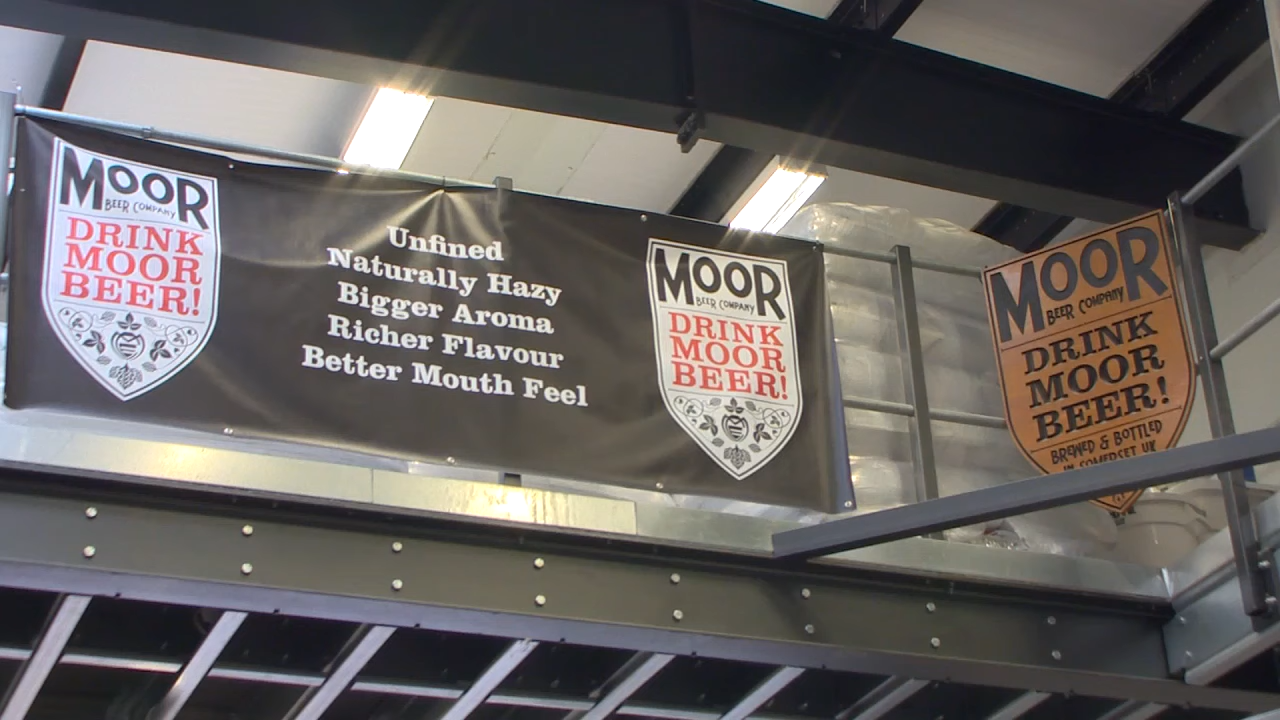 MOOR
BEER COMPANY
DRINK
MOOR
BEER!
Unfined
Naturally Hazy
Bigger Aroma
Richer Flavour
Better Mouth Feel
MOOR
BEER COMPANY
DRINK
MOOR
BEER!
MOOR
BEER COMPANY
DRINK
MOOR
BEER!
BREWED & BOTTLED
IN SOMERSET UK